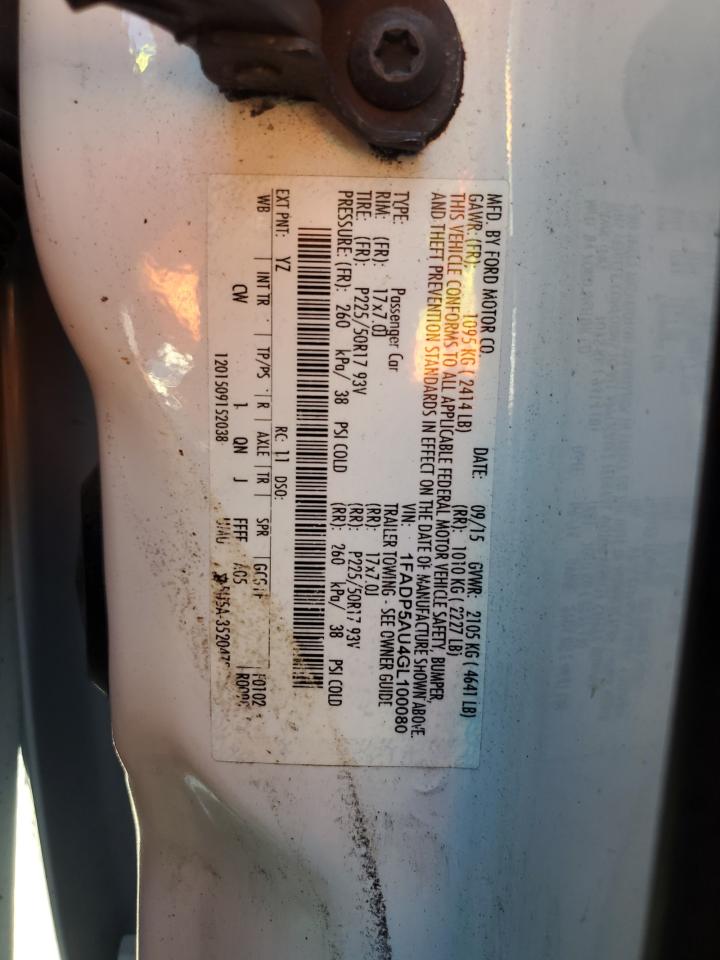 MFD. BY FORD MOTOR CO. DATE: 09/15 GVWR: 2105 KG ( 4641 LB)
GAWR: (FR): 1095 KG ( 2414 LB) (RR): 1010 KG ( 2227 LB)
THIS VEHICLE CONFORMS TO ALL APPLICABLE FEDERAL MOTOR VEHICLE SAFETY, BUMPER,
AND THEFT PREVENTION STANDARDS IN EFFECT ON THE DATE OF MANUFACTURE SHOWN ABOVE.
VIN: 1FADP5AU4GL100080
TYPE: Passenger Car TRAILER TOWING - SEE OWNER GUIDE
RIM: (FR): 17x7.0J (RR): 17x7.0J
TIRE: (FR): P225/50R17 93V (RR): P225/50R17 93V
PRESSURE: (FR): 260 kPa/ 38 PSI COLD (RR): 260 kPa/ 38 PSI COLD
EXT PNT: YZ RC: 11 DSO:
WB INT TR TP/PS R AXLE TR SPR F0102
CW 1 QN J FFFF A05
1201509152038